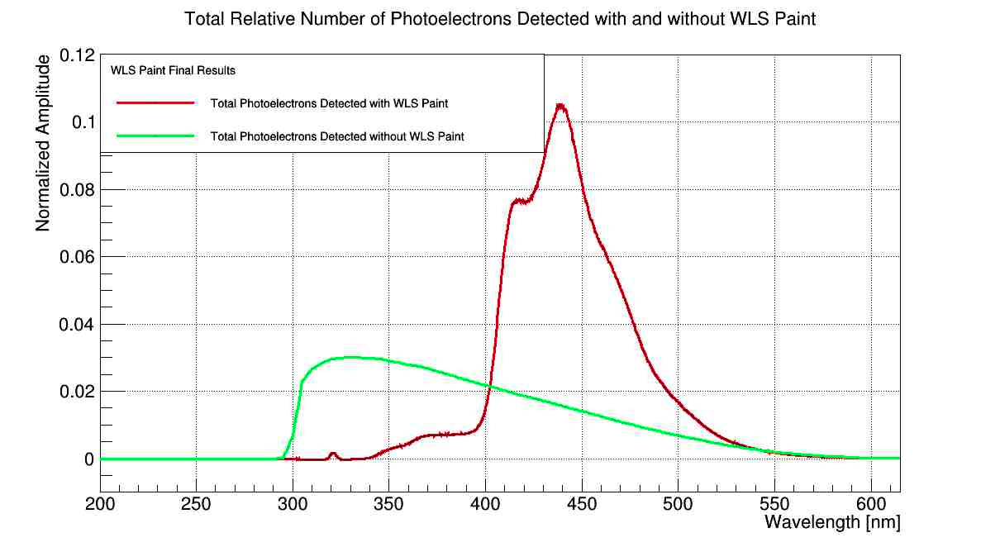 Total Relative Number of Photoelectrons Detected with and without WLS Paint
Normalized Amplitude
0.12
0.1
0.08
0.06
0.04
0.02
0
WLS Paint Final Results
Total Photoelectrons Detected with WLS Paint
Total Photoelectrons Detected without WLS Paint
200 250 300 350 400 450 500 550 600
Wavelength [nm]